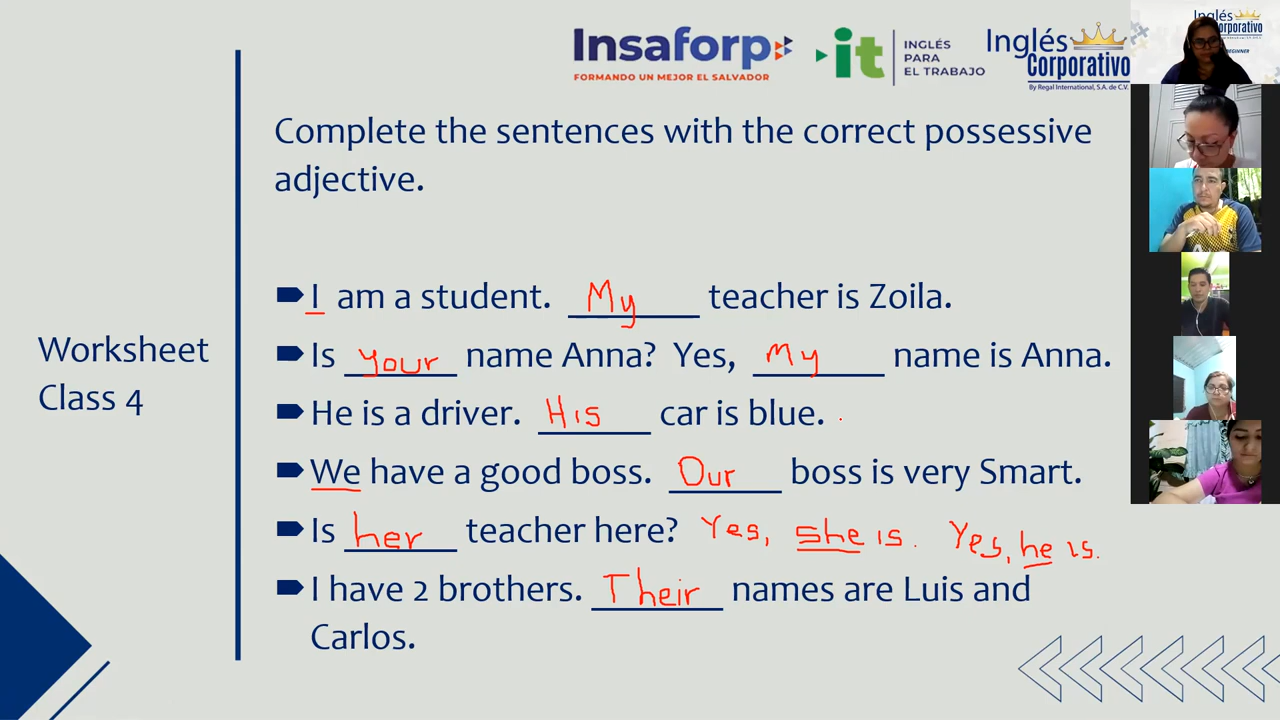 Insaforp
FORMANDO UN MEJOR EL SALVADOR
it
INGLÉS
PARA
EL TRABAJO
Inglés
Corporativo
By Regal International, S.A. de C.V.
Inglés
Corporativo
BEGINNER
Complete the sentences with the correct possessive
adjective.
Worksheet
Class 4
I am a student. My teacher is Zoila.
Is your name Anna? Yes, My name is Anna.
He is a driver. His car is blue.
We have a good boss. Our boss is very Smart.
Is her teacher here? Yes, she is. Yes, he is.
I have 2 brothers. Their names are Luis and
Carlos.